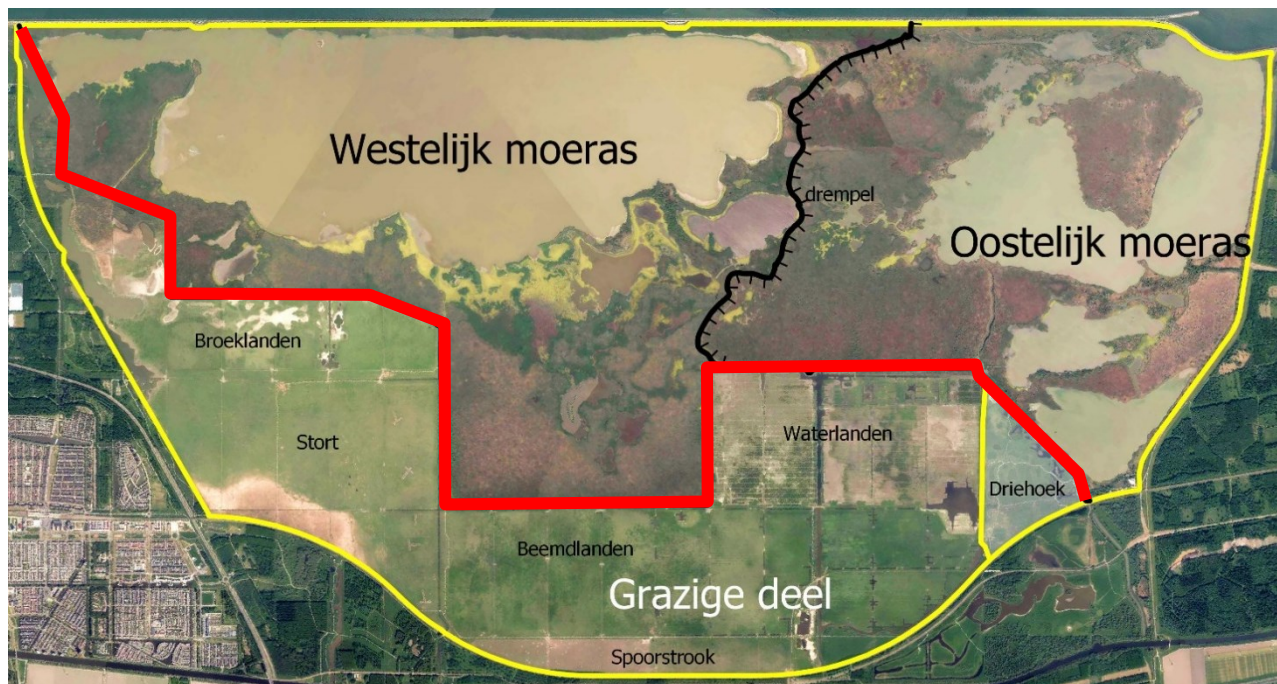 Westelijk moeras
drempel
Oostelijk moeras
Broeklanden
Stort
Waterlanden
Driehoek
Beemdlanden
Grazige deel
Spoorstrook